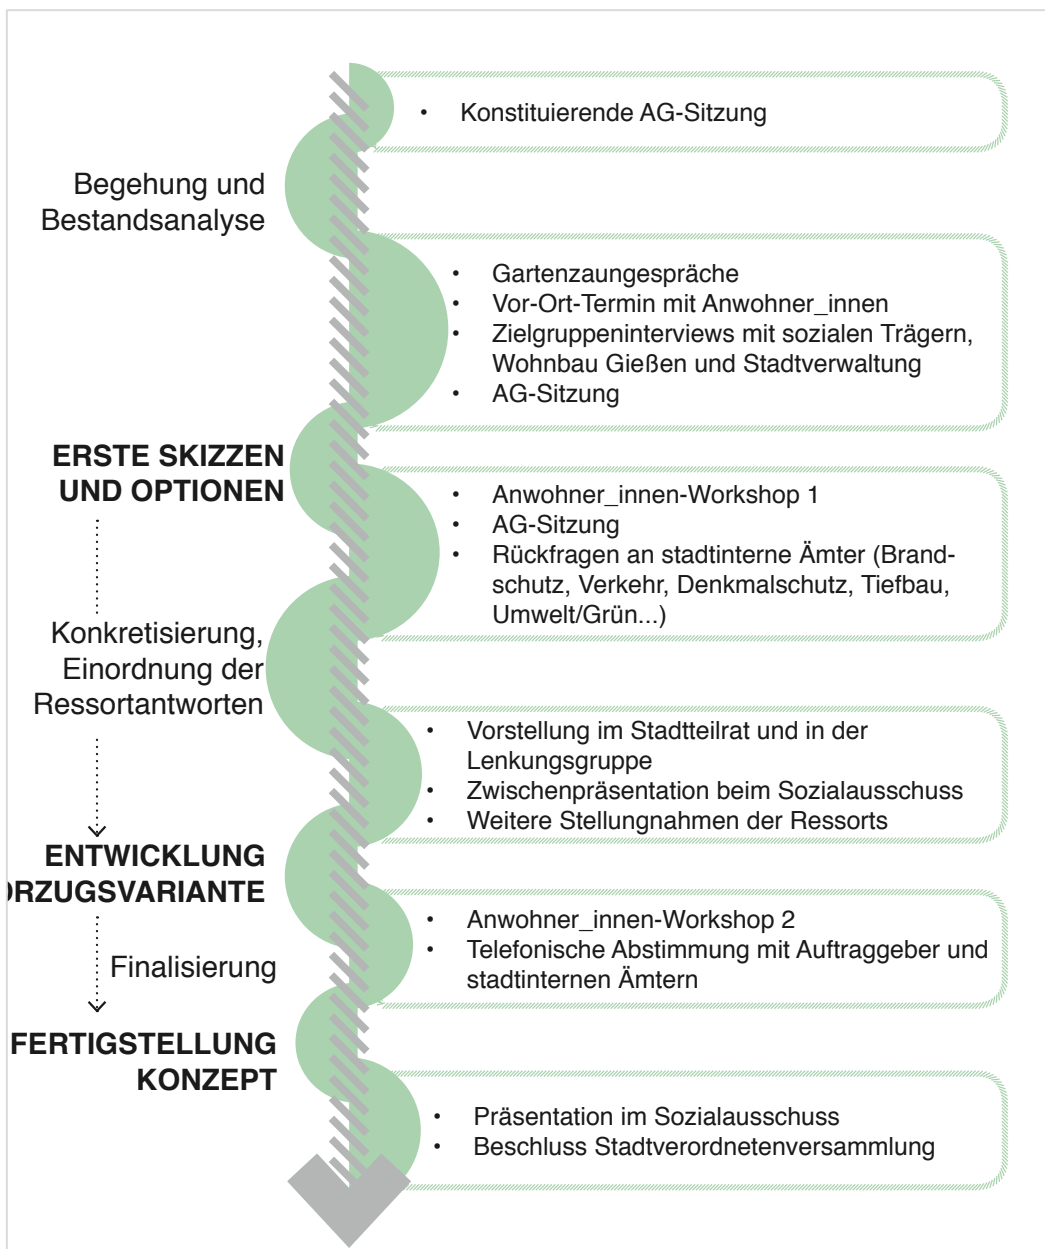 • Konstituierende AG-Sitzung
Begehung und
Bestandsanalyse
• Gartenzaungespräche
• Vor-Ort-Termin mit Anwohner_innen
• Zielgruppeninterviews mit sozialen Trägern,
Wohnbau Gießen und Stadtverwaltung
• AG-Sitzung
ERSTE SKIZZEN
UND OPTIONEN
• Anwohner_innen-Workshop 1
• AG-Sitzung
• Rückfragen an stadtinterne Ämter (Brand-
schutz, Verkehr, Denkmalschutz, Tiefbau,
Umwelt/Grün...)
Konkretisierung,
Einordnung der
Ressortantworten
• Vorstellung im Stadtteilrat und in der
Lenkungsgruppe
• Zwischenpräsentation beim Sozialausschuss
• Weitere Stellungnahmen der Ressorts
ENTWICKLUNG
ORZUGSVARIANTE
• Anwohner_innen-Workshop 2
• Telefonische Abstimmung mit Auftraggeber und
stadtinternen Ämtern
Finalisierung
FERTIGSTELLUNG
KONZEPT
• Präsentation im Sozialausschuss
• Beschluss Stadtverordnetenversammlung